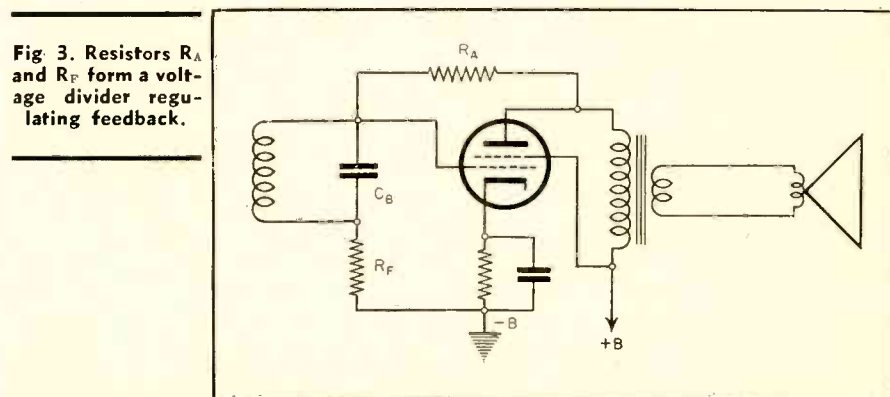 Fig 3. Resistors RA
and RF form a volt-
age divider regu-
lating feedback.
RA
CB
RF
-B
+B